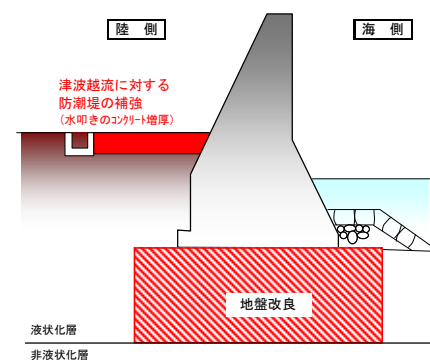 陸 側
海 側
津波越流に対する
防潮堤の補強
(水叩きのコンクリート増厚)
地盤改良
液状化層
非液状化層